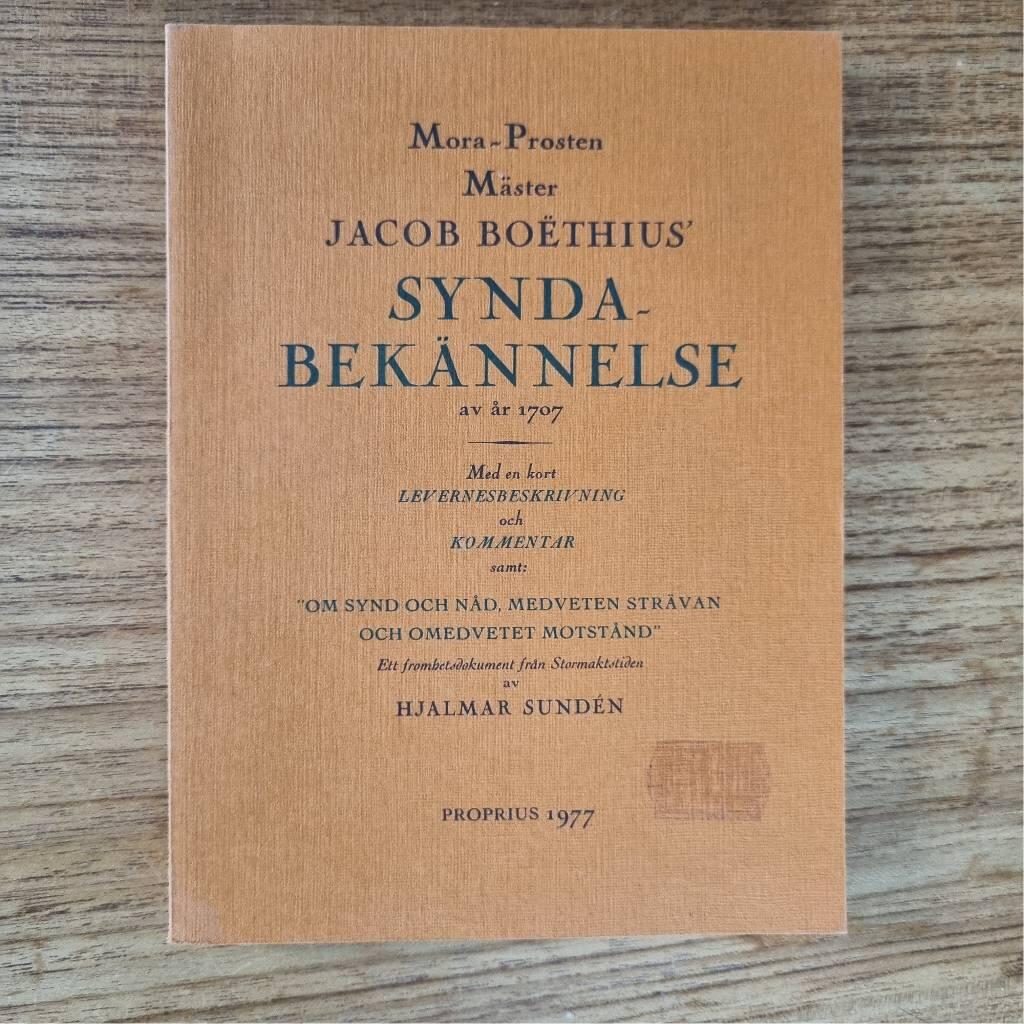 Mora-Prosten
Mäster
JACOB BOËTHIUS'
SYNDA-
BEKÄNNELSE
av år 1707
Med en kort
LEVERNESBESKRIVNING
och
KOMMENTAR
samt:
"OM SYND OCH NÅD, MEDVETEN STRÄVAN
OCH OMEDVETET MOTSTÅND"
Ett fromhetsdokument från Stormaktstiden
av
HJALMAR SUNDÉN
PROPRIUS 1977